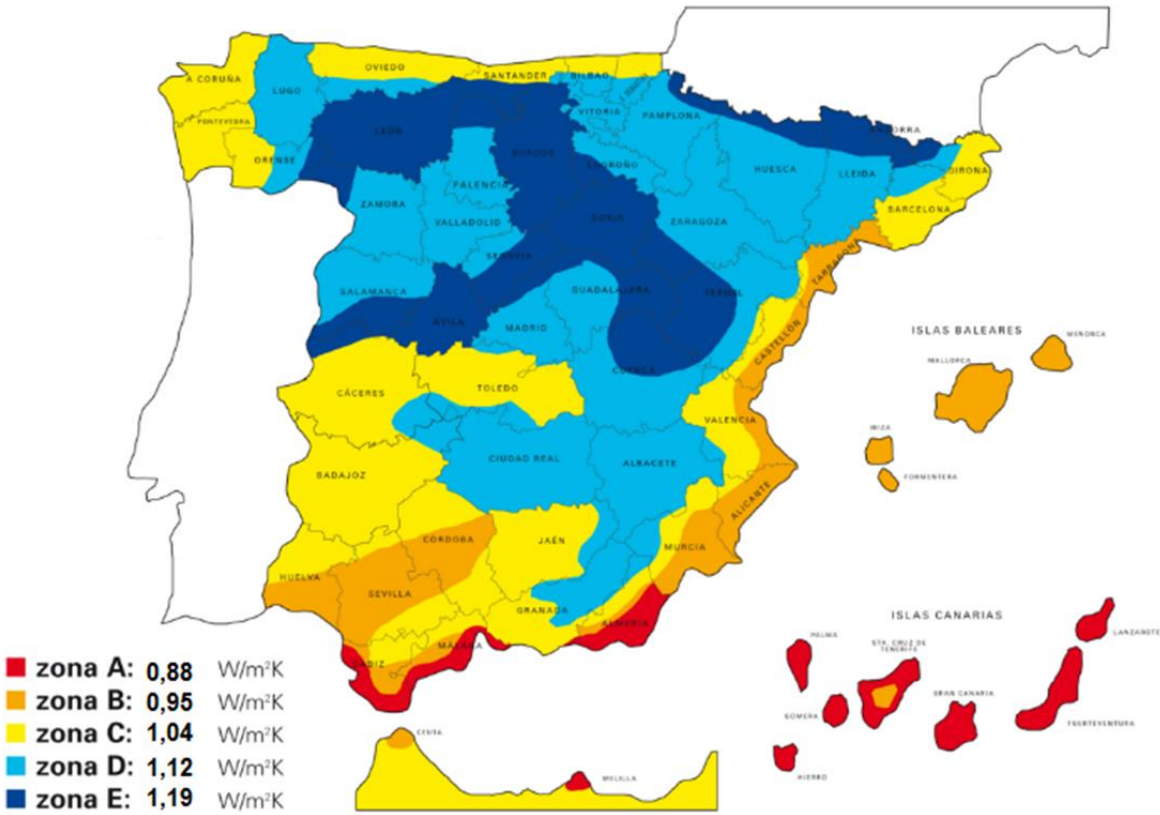 OVIEDO
SANTANDER
BILBAO
A CORUÑA
LUGO
VITORIA
PAMPLONA
PONTEVEDRA
LEÓN
ANDORRA
ORENSE
BURGOS
LOGROÑO
HUESCA
LLEIDA
GIRONA
PALENCIA
ZAMORA
BARCELONA
VALLADOLID
SORIA
ZARAGOZA
SEGOVIA
TARRAGONA
SALAMANCA
GUADALAJARA
TERUEL
ÁVILA
MADRID
CASTELLÓN
ISLAS BALEARES
MENORCA
MALLORCA
CUENCA
CÁCERES
TOLEDO
VALENCIA
IBIZA
CIUDAD REAL
ALBACETE
BADAJOZ
FORMENTERA
ALICANTE
CÓRDOBA
JAÉN
MURCIA
HUELVA
SEVILLA
GRANADA
ALMERÍA
ISLAS CANARIAS
MÁLAGA
CÁDIZ
PALMA
STA. CRUZ DE
TENERIFE
LANZAROTE
GRAN CANARIA
GOMERA
FUERTEVENTURA
HIERRO
CEUTA
MELILLA
zona A: 0,88 W/m²K
zona B: 0,95 W/m²K
zona C: 1,04 W/m²K
zona D: 1,12 W/m²K
zona E: 1,19 W/m²K